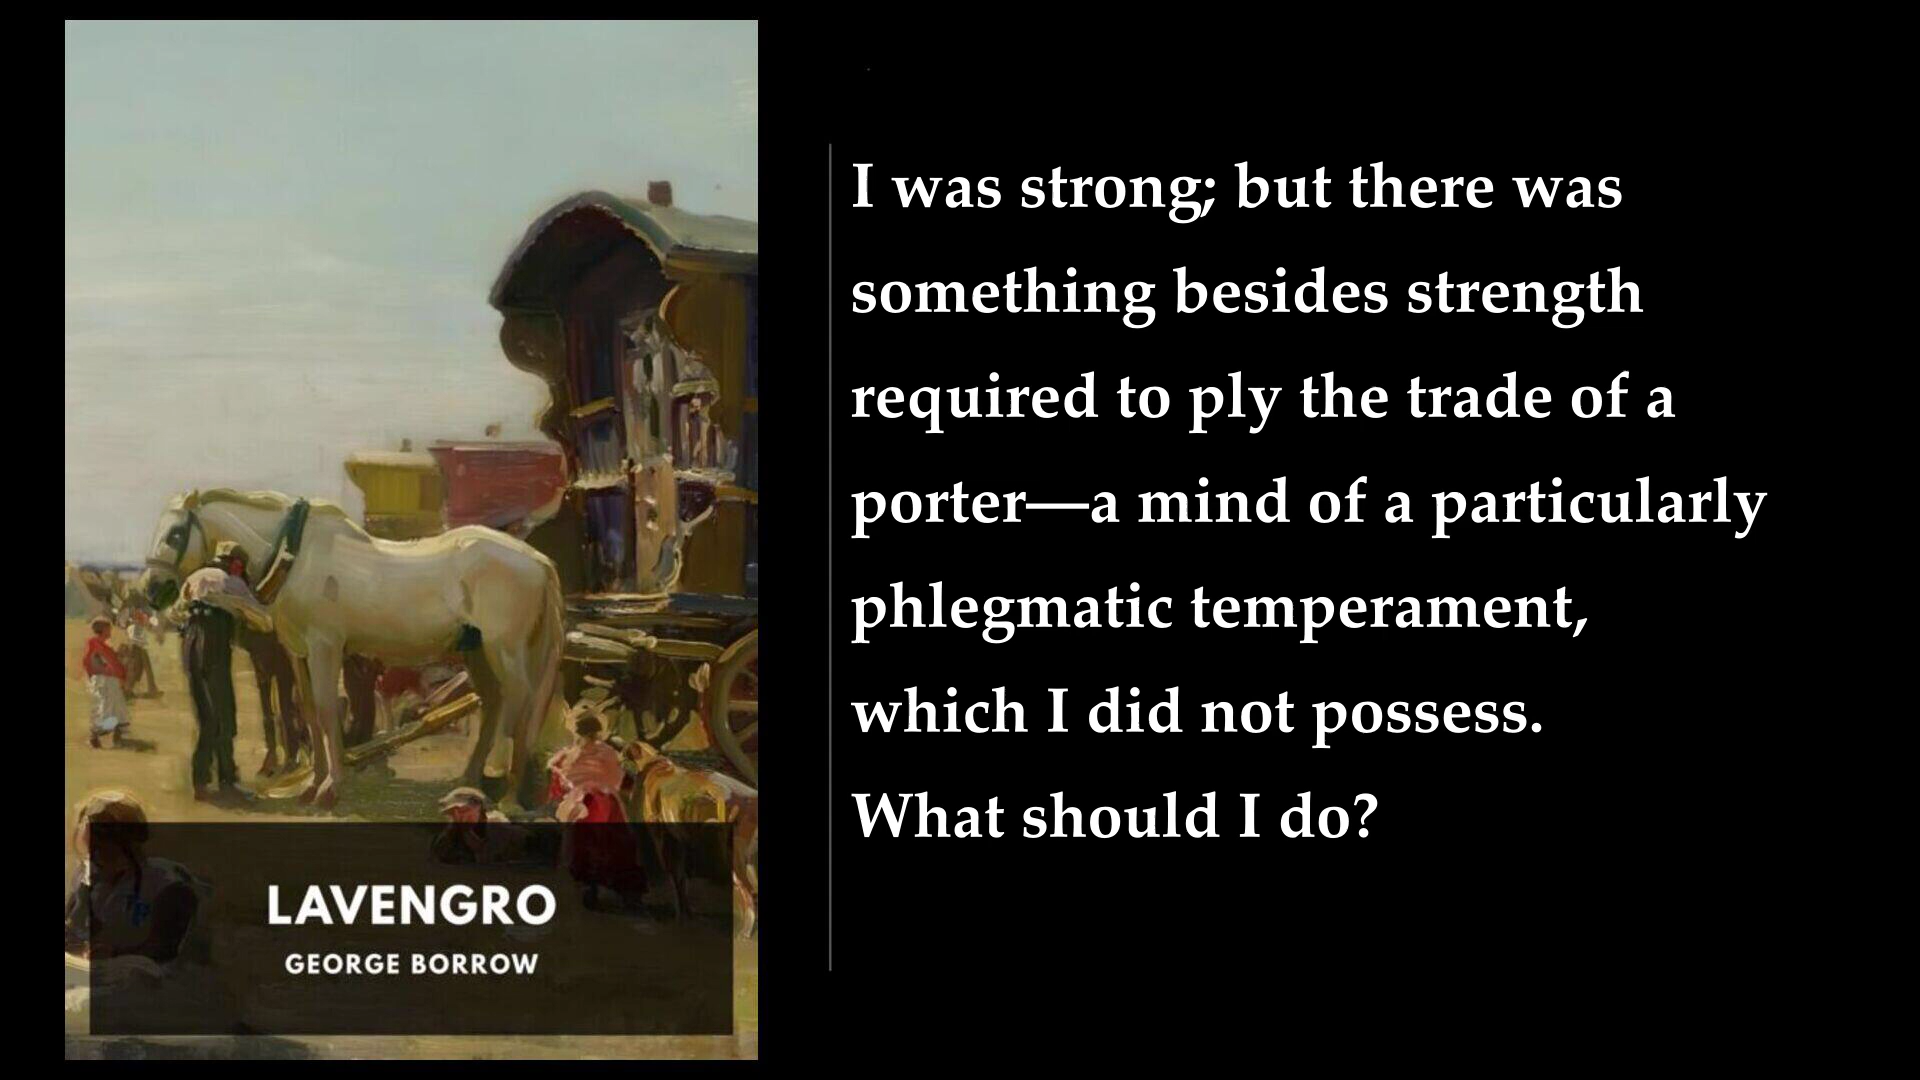 I was strong; but there was
something besides strength
required to ply the trade of a
porter—a mind of a particularly
phlegmatic temperament,
which I did not possess.
What should I do?
LAVENGRO
GEORGE BORROW